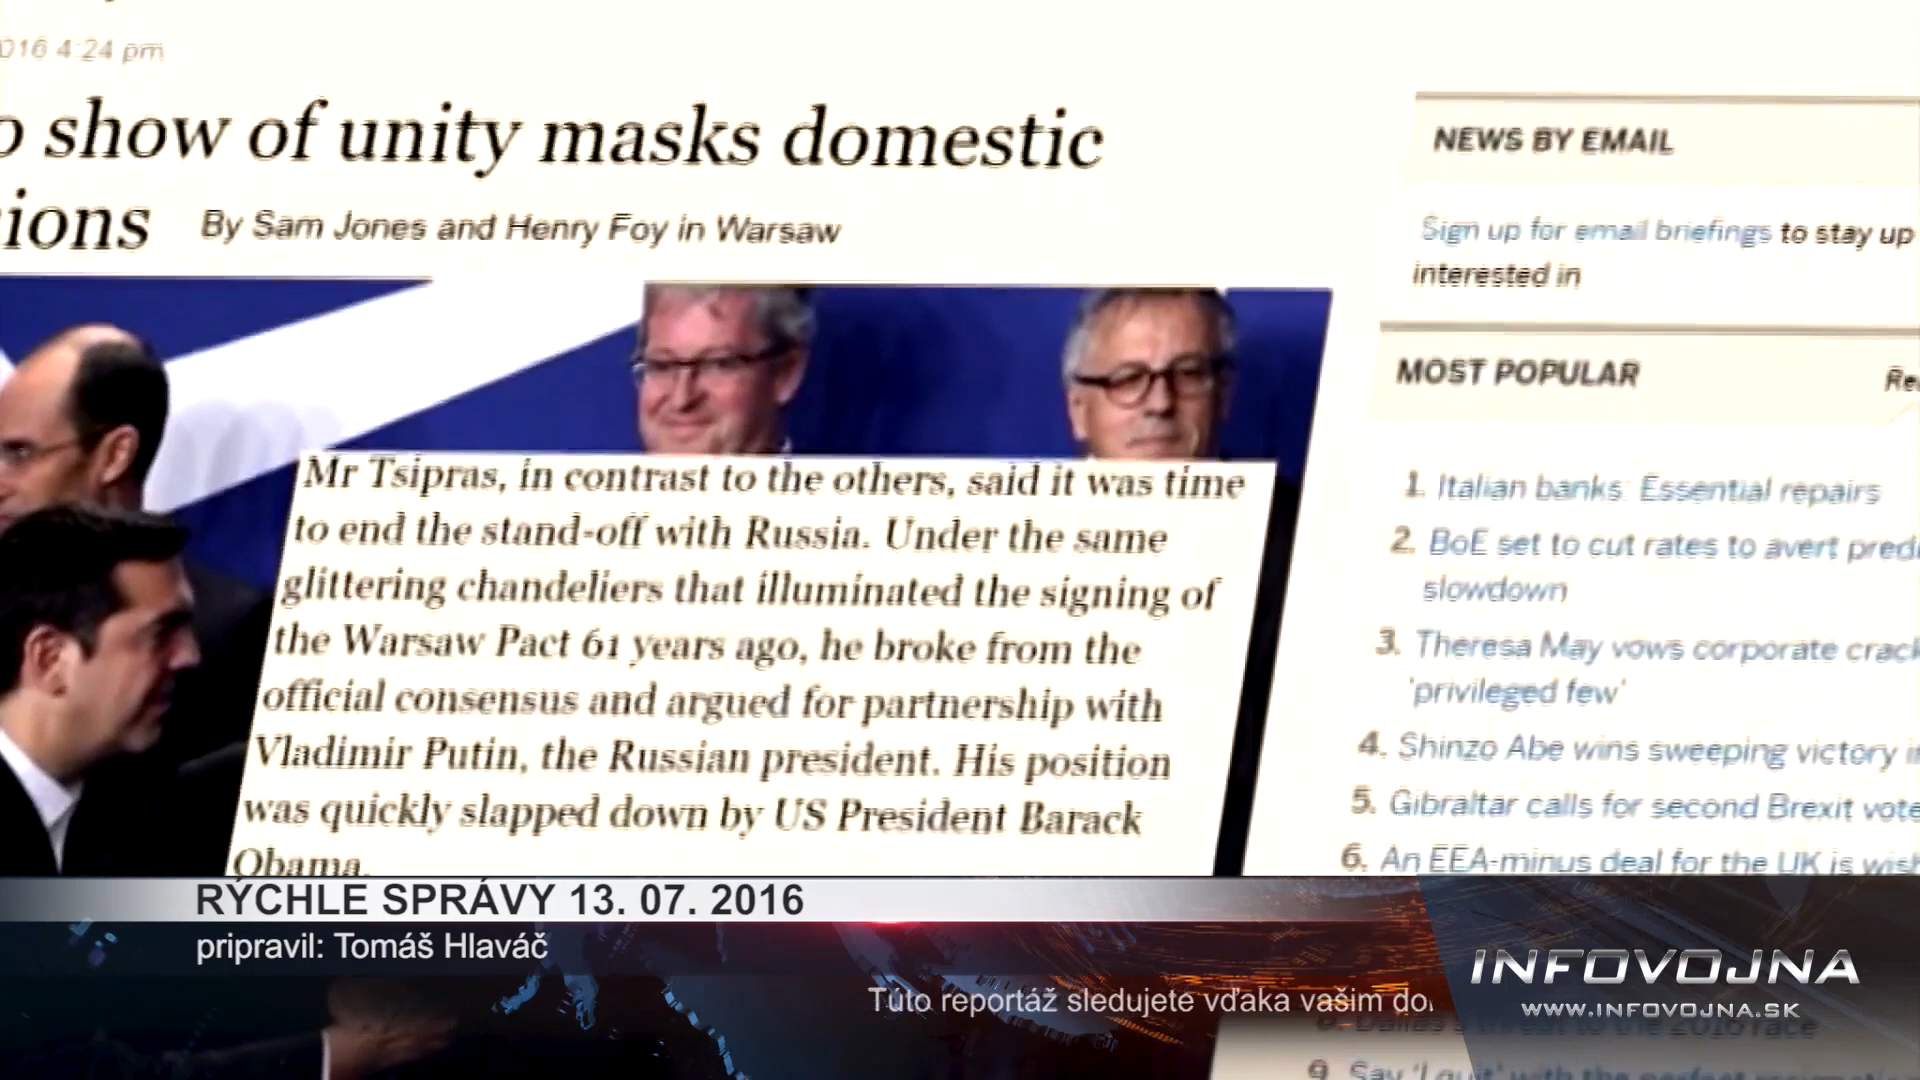 016 4:24 pm
o show of unity masks domestic
ions By Sam Jones and Henry Foy in Warsaw
Mr Tsipras, in contrast to the others, said it was time
to end the stand-off with Russia. Under the same
glittering chandeliers that illuminated the signing of
the Warsaw Pact 61 years ago, he broke from the
official consensus and argued for partnership with
Vladimir Putin, the Russian president. His position
was quickly slapped down by US President Barack
Obama.
NEWS BY EMAIL
Sign up for email briefings to stay up
interested in
MOST POPULAR
1. Italian banks: Essential repairs
2. BoE set to cut rates to avert
slowdown
3. Theresa May vows corporate
'privileged few'
4. Shinzo Abe wins sweeping victory
5. Gibraltar calls for second Brexit vote
6. An EEA-minus deal for the UK is
9. Say 'I quit' with the perfect
RÝCHLE SPRÁVY 13. 07. 2016
pripravil: Tomáš Hlaváč
Túto reportáž sledujete vďaka vašim
INFOVOJNA
WWW.INFOVOJNA.SK